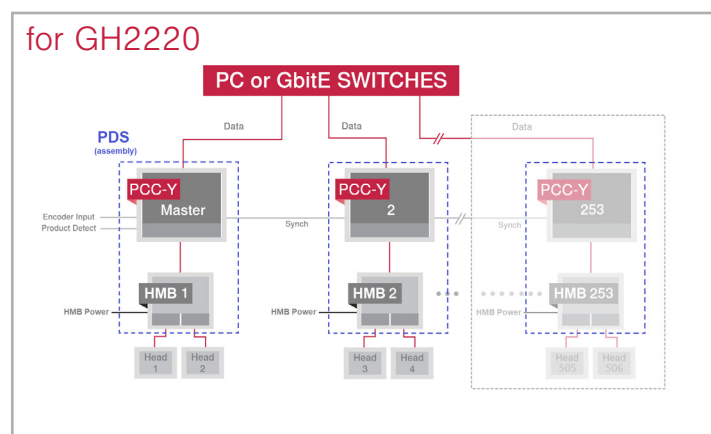 for GH2220
PC or GbitE SWITCHES
Data
Data
Data
PDS
(assembly)
PCC-Y
Master
PCC-Y
2
PCC-Y
253
Encoder Input
Product Detect
Synch
Synch
HMB 1
HMB 2
HMB 253
HMB Power
HMB Power
HMB Power
Head
1
Head
2
Head
3
Head
4
Head
505
Head
506